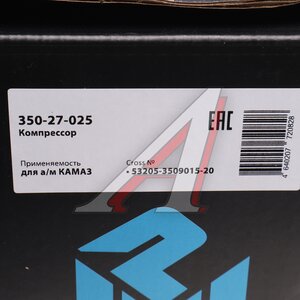 350-27-025
Компрессор
EAC
Применяемость
для а/м КАМАЗ
Cross №
• 53205-3509015-20
4 640207 720828